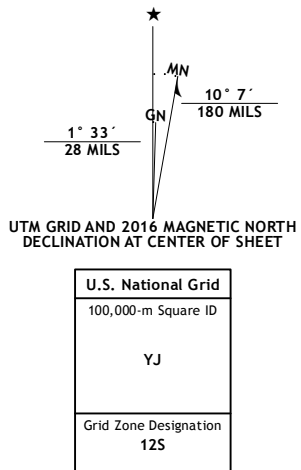 ★
MN
GN
10° 7´
180 MILS
1° 33´
28 MILS
UTM GRID AND 2016 MAGNETIC NORTH
DECLINATION AT CENTER OF SHEET
U.S. National Grid
100,000-m Square ID
YJ
Grid Zone Designation
12S